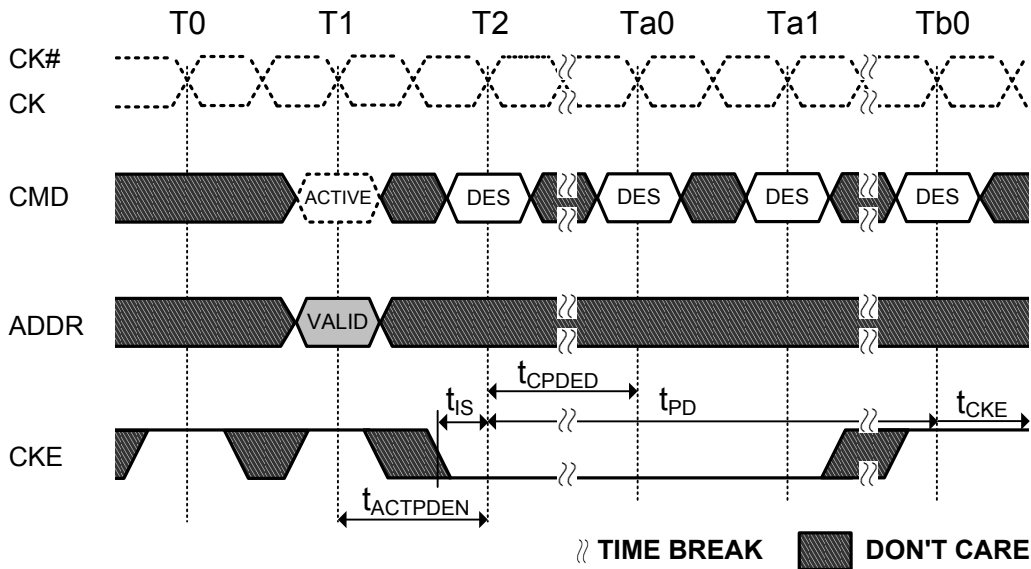 T0 T1 T2 Ta0 Ta1 Tb0
CK#
CK
CMD ACTIVE DES DES DES DES
ADDR VALID
tCPDED
tIS tPD tCKE
CKE
tACTPDEN
TIME BREAK DON'T CARE